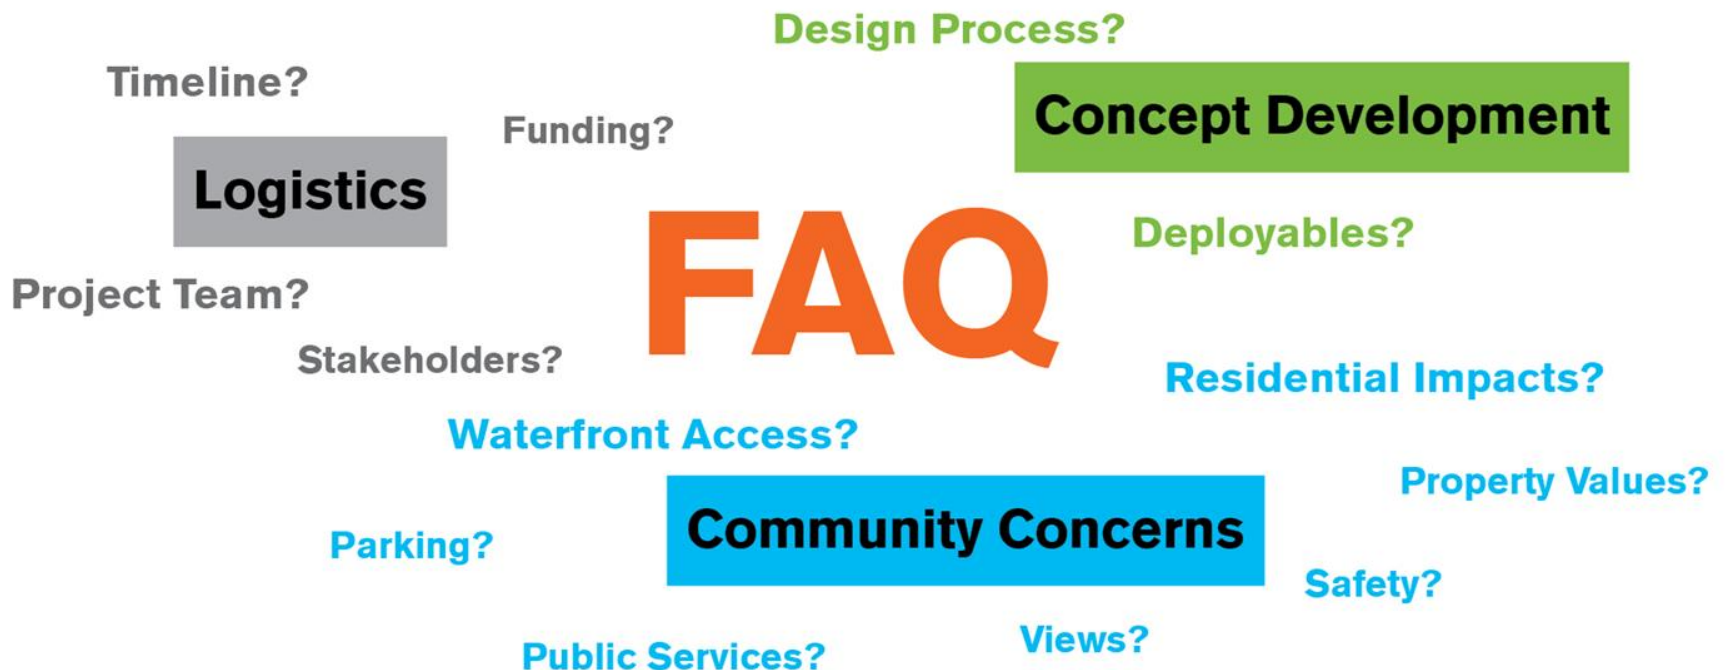 Design Process?
Timeline?
Concept Development
Funding?
Logistics
FAQ
Deployables?
Project Team?
Stakeholders?
Residential Impacts?
Waterfront Access?
Property Values?
Community Concerns
Parking?
Safety?
Views?
Public Services?